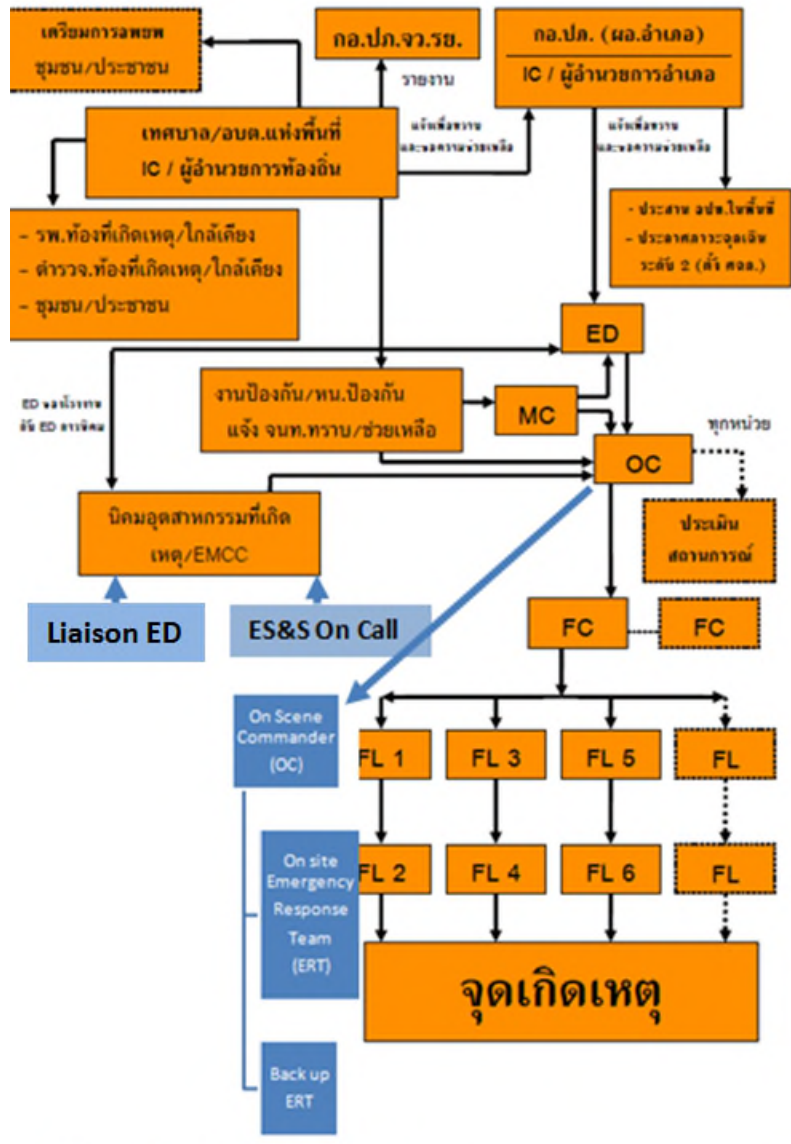 เตรียมการอพยพ
ชุมชน/ประชาชน
กอ.ปภ.จว.รย.
กอ.ปภ. (ผอ.อำเภอ)
IC / ผู้อำนวยการอำเภอ
รายงาน
เทศบาล/อบต.แห่งพื้นที่
IC / ผู้อำนวยการท้องถิ่น
แจ้งเพื่อทราบ
และขอความช่วยเหลือ
แจ้งเพื่อทราบ
และขอความช่วยเหลือ
- รพ.ท้องที่เกิดเหตุ/ใกล้เคียง
- ตำรวจ.ท้องที่เกิดเหตุ/ใกล้เคียง
- ชุมชน/ประชาชน
- ประสาน อปท.ในพื้นที่
- ประกาศภาวะฉุกเฉิน
ระดับ 2 (ตั้ง ศฉล.)
ED
ED ของโรงงาน
ED
งานป้องกัน/หน.ป้องกัน
แจ้ง จนท.ทราบ/ช่วยเหลือ
MC
ทุกหน่วย
OC
นิคมอุตสาหกรรมที่เกิด
เหตุ/EMCC
ประเมิน
สถานการณ์
Liaison ED
ES&S On Call
FC
FC
On Scene
Commander
(OC)
FL 1
FL 3
FL 5
FL
On site
Emergency
Response
Team
(ERT)
FL 2
FL 4
FL 6
FL
จุดเกิดเหตุ
Back up
ERT